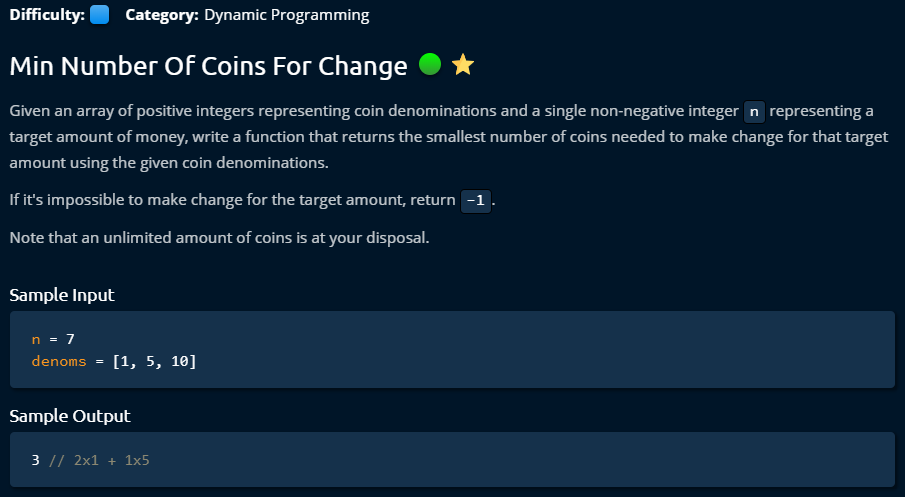 Difficulty: Category: Dynamic Programming
Min Number Of Coins For Change
Given an array of positive integers representing coin denominations and a single non-negative integer n representing a
target amount of money, write a function that returns the smallest number of coins needed to make change for that target
amount using the given coin denominations.
If it's impossible to make change for the target amount, return -1.
Note that an unlimited amount of coins is at your disposal.
Sample Input
n = 7
denoms = [1, 5, 10]
Sample Output
3 // 2x1 + 1x5